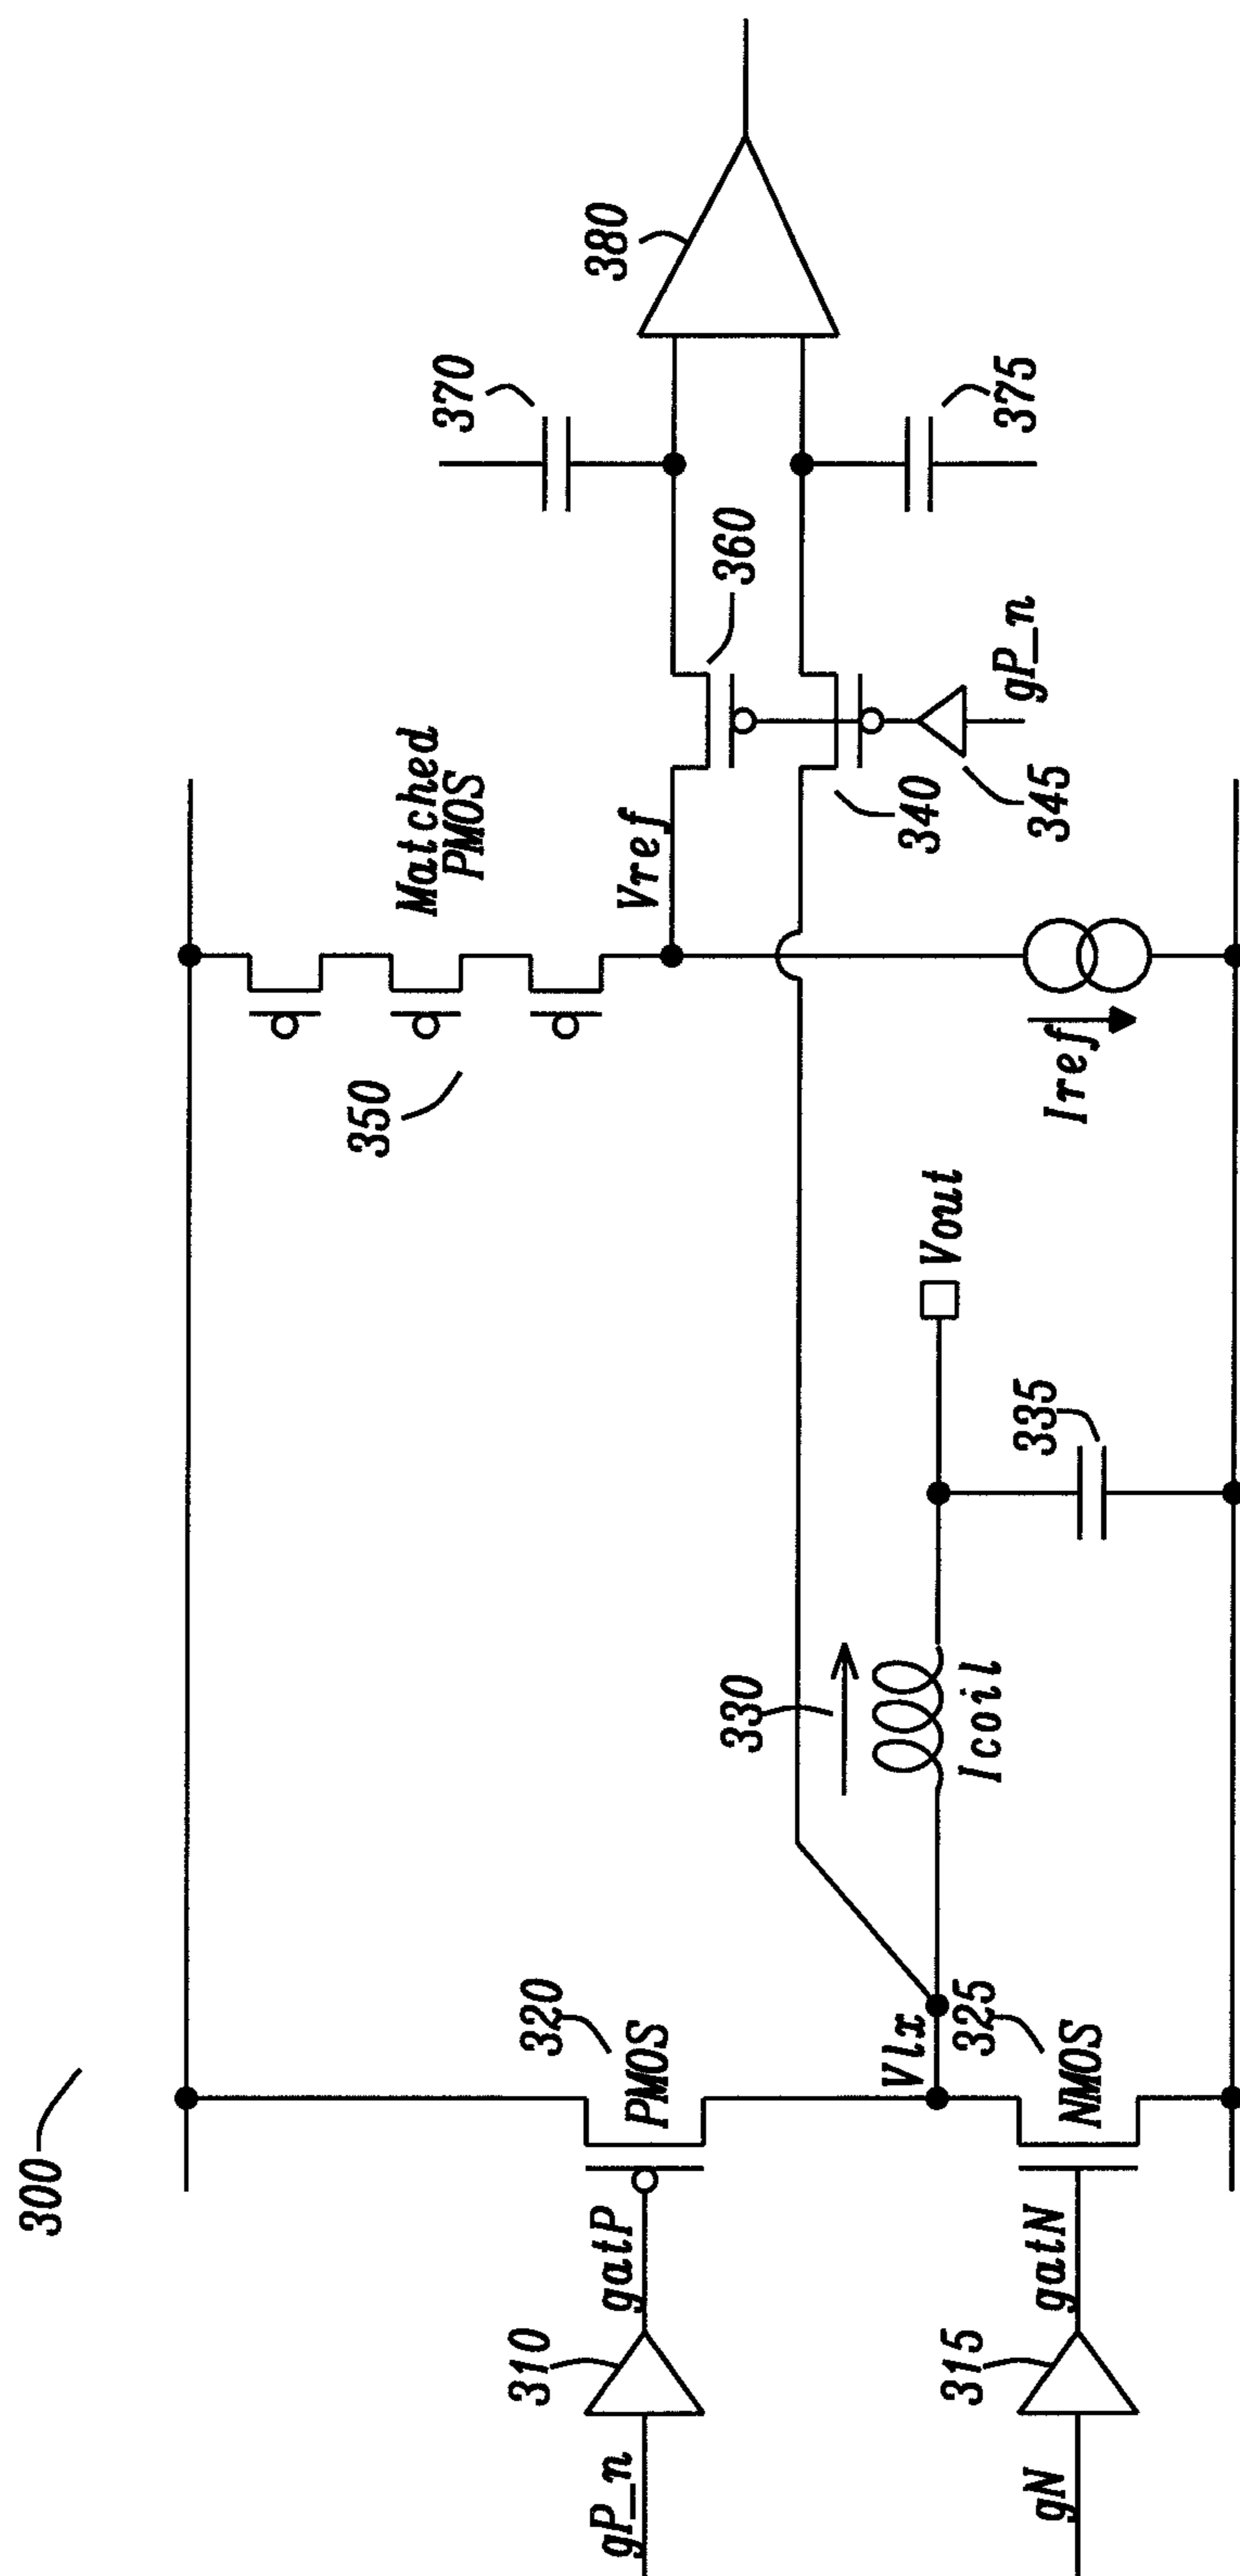 300
380
370
375
360
gP_n
Matched
PMOS
Vref
340
345
350
Iref
Vout
335
330
Icoil
320
PMOS
Vlx
325
NMOS
gatP
gatN
310
315
gP_n
gN